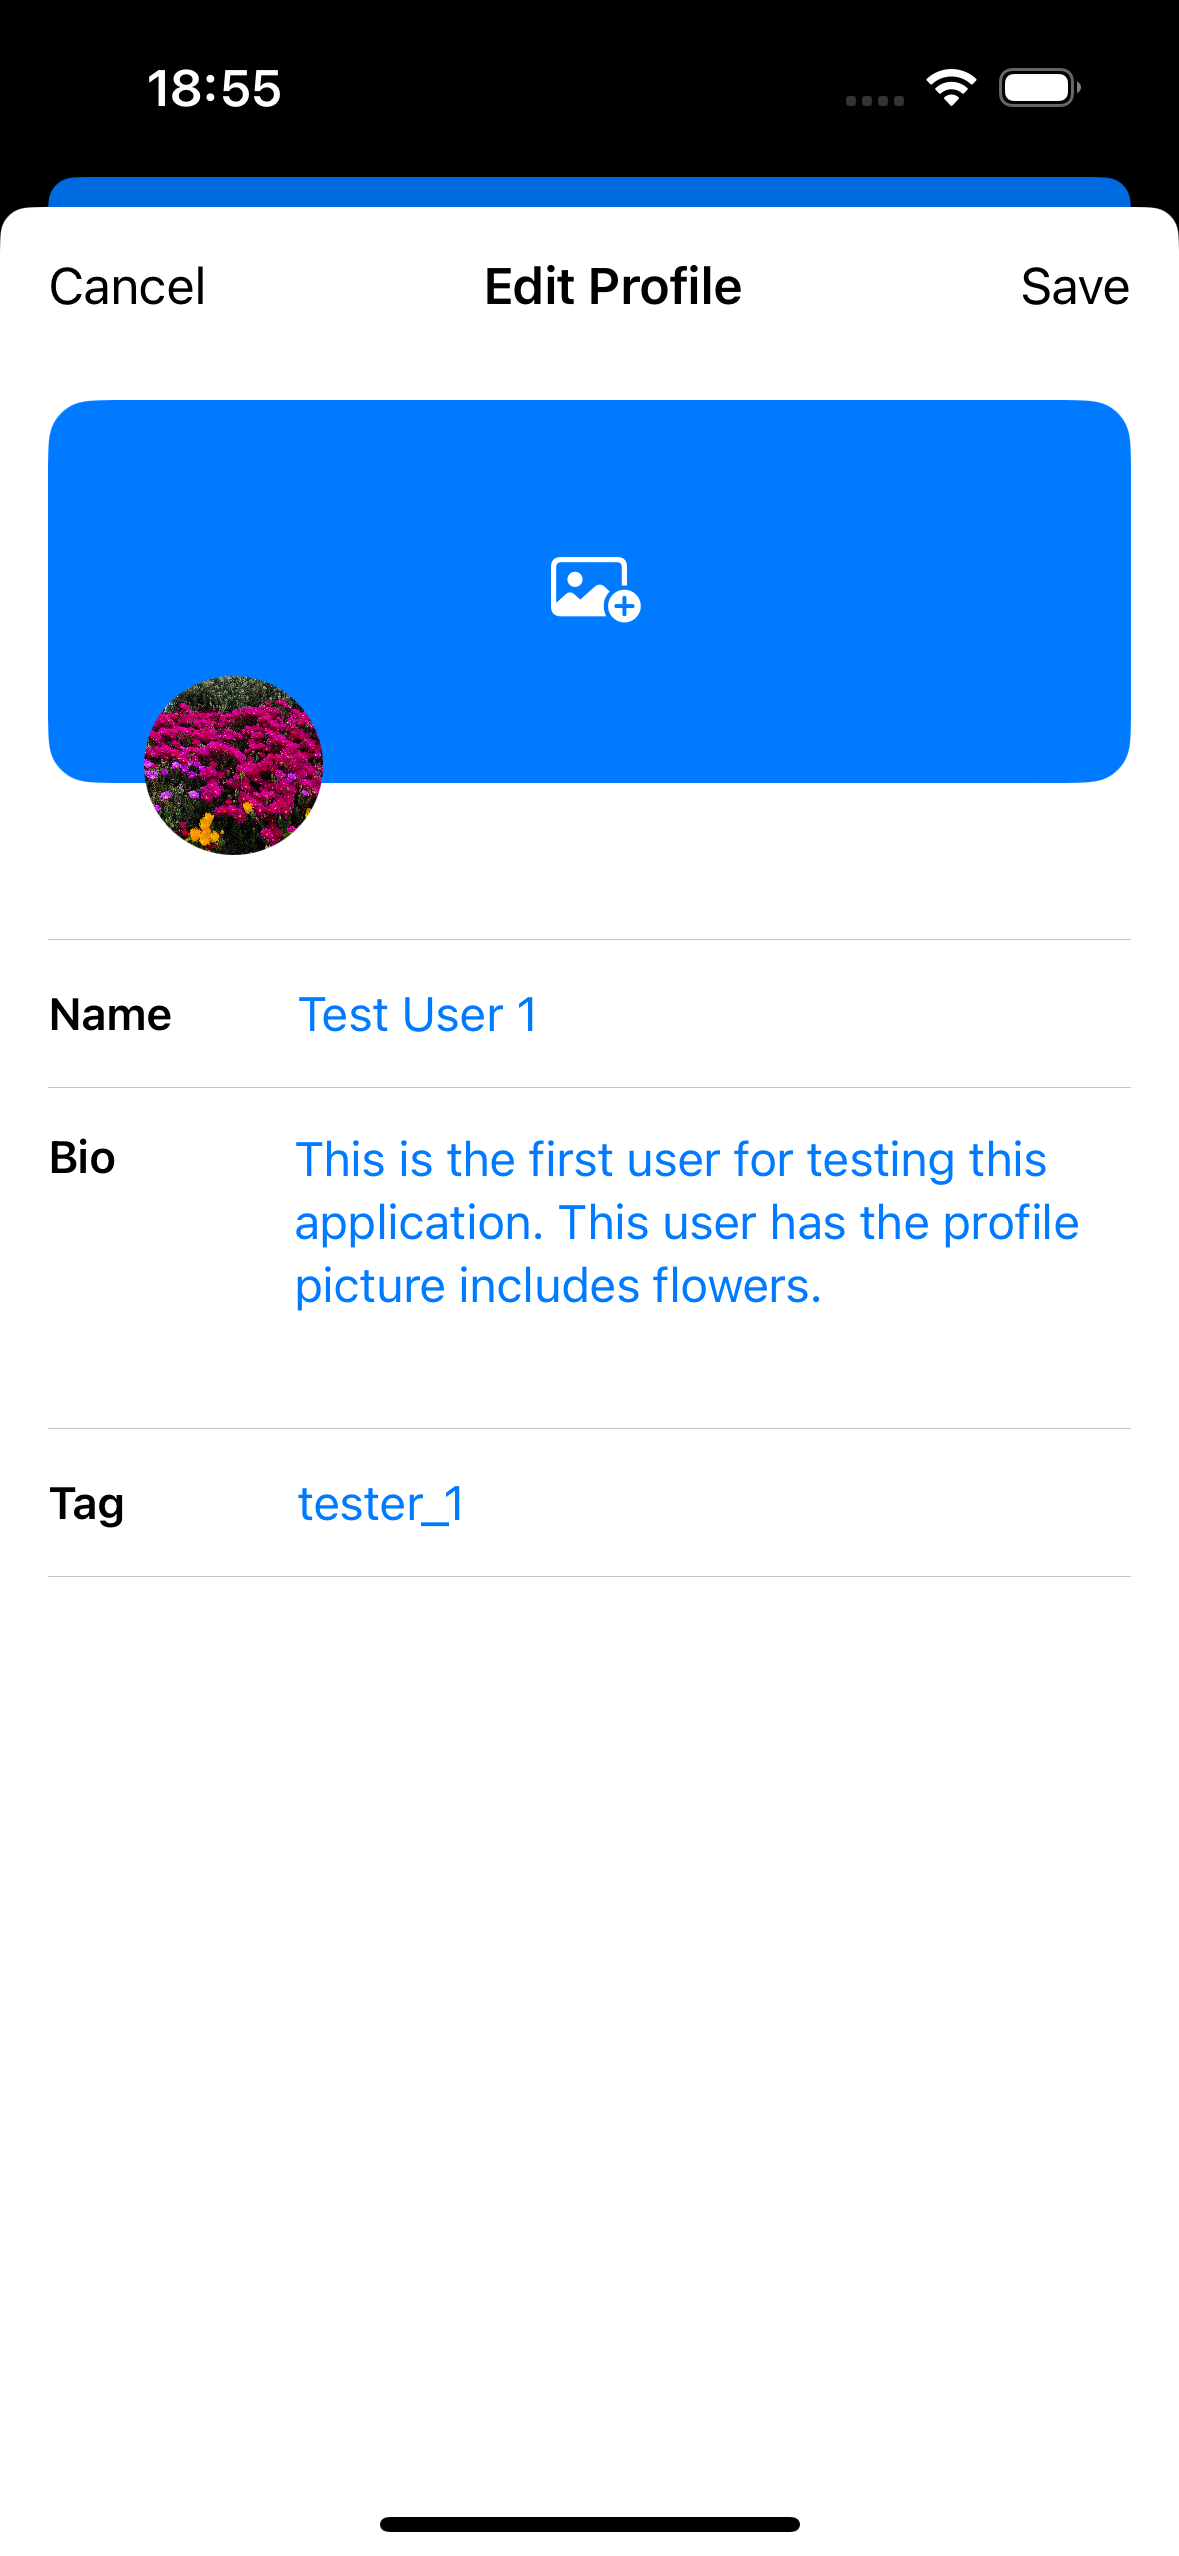 18:55
Cancel Edit Profile Save
Name Test User 1
Bio This is the first user for testing this
application. This user has the profile
picture includes flowers.
Tag tester_1